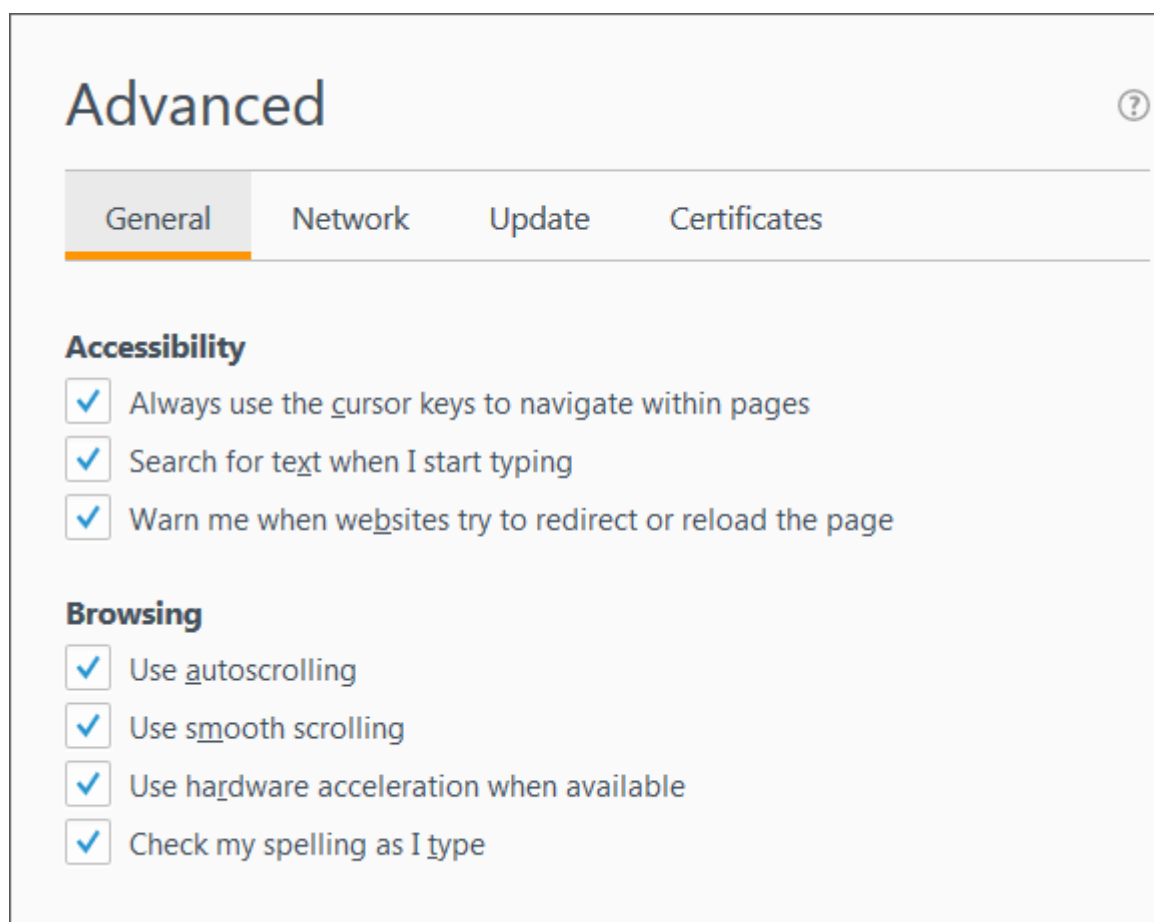 Advanced
?
General Network Update Certificates
Accessibility
Always use the cursor keys to navigate within pages
Search for text when I start typing
Warn me when websites try to redirect or reload the page
Browsing
Use autoscrolling
Use smooth scrolling
Use hardware acceleration when available
Check my spelling as I type